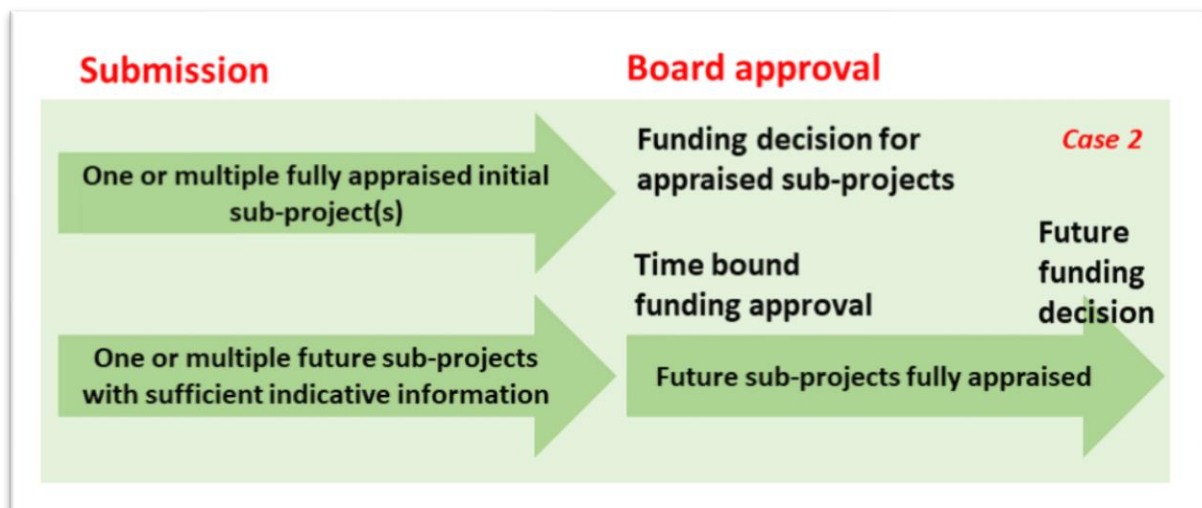 Submission
Board approval
Funding decision for
appraised sub-projects
Case 2
One or multiple fully appraised initial
sub-project(s)
Time bound
funding approval
Future
funding
decision
One or multiple future sub-projects
with sufficient indicative information
Future sub-projects fully appraised